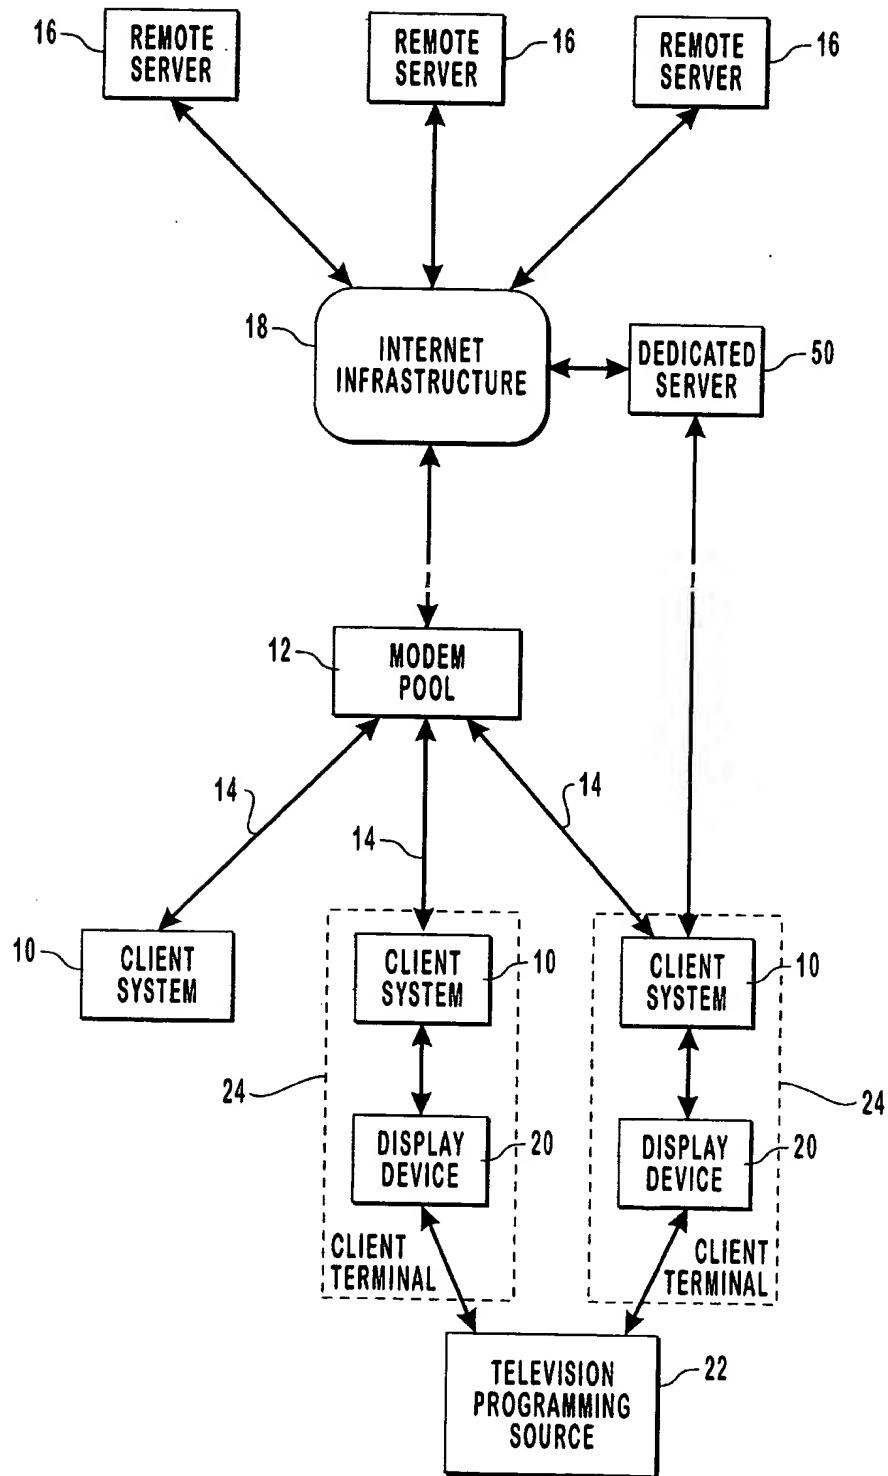 16
REMOTE
SERVER
REMOTE
SERVER
16
REMOTE
SERVER
16
18
INTERNET
INFRASTRUCTURE
DEDICATED
SERVER
50
12
MODEM
POOL
14
14
14
10
CLIENT
SYSTEM
CLIENT
SYSTEM
10
CLIENT
SYSTEM
10
24
24
DISPLAY
DEVICE
20
DISPLAY
DEVICE
20
CLIENT
TERMINAL
CLIENT
TERMINAL
TELEVISION
PROGRAMMING
SOURCE
22